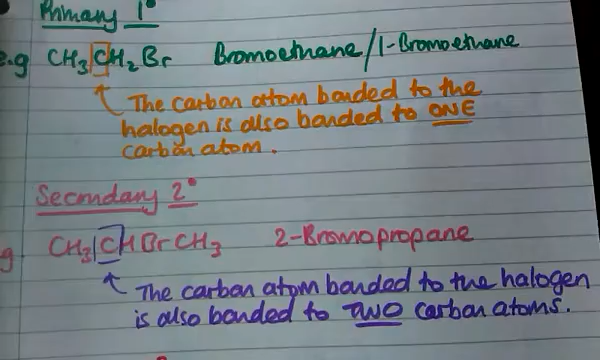 Primary 1°
e.g CH3CH2Br Bromoethane/1-Bromoethane
The carbon atom bonded to the
halogen is also bonded to ONE
carbon atom.
Secondary 2°
g CH3CHBrCH3 2-Bromopropane
The carbon atom bonded to the halogen
is also bonded to TWO carbon atoms.